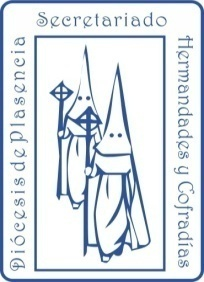 Secretariado
Diócesis de Plasencia
Hermandades y Cofradías